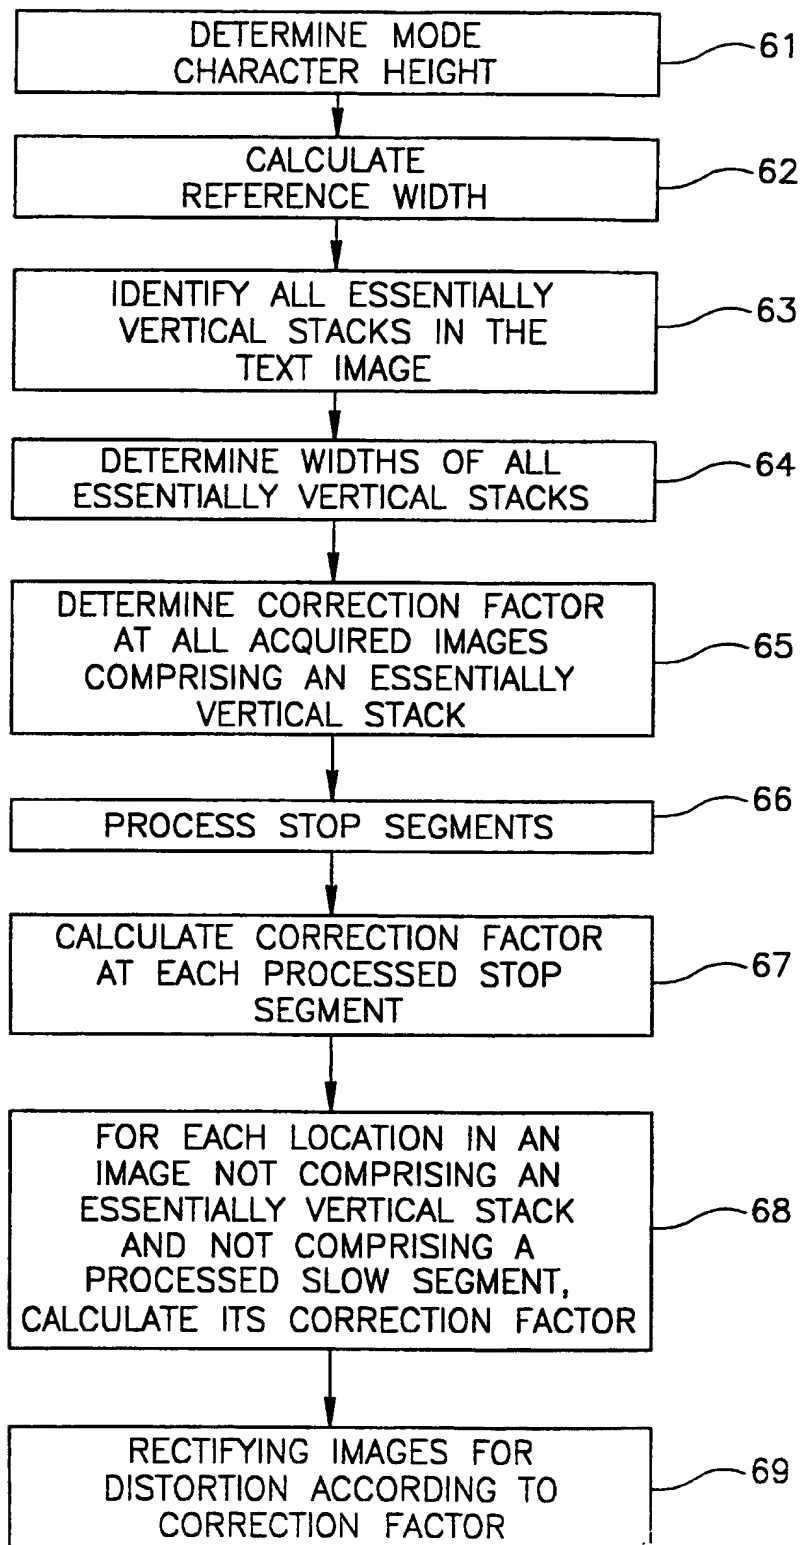 DETERMINE MODE
CHARACTER HEIGHT
61
CALCULATE
REFERENCE WIDTH
62
IDENTIFY ALL ESSENTIALLY
VERTICAL STACKS IN THE
TEXT IMAGE
63
DETERMINE WIDTHS OF ALL
ESSENTIALLY VERTICAL STACKS
64
DETERMINE CORRECTION FACTOR
AT ALL ACQUIRED IMAGES
COMPRISING AN ESSENTIALLY
VERTICAL STACK
65
PROCESS STOP SEGMENTS
66
CALCULATE CORRECTION FACTOR
AT EACH PROCESSED STOP
SEGMENT
67
FOR EACH LOCATION IN AN
IMAGE NOT COMPRISING AN
ESSENTIALLY VERTICAL STACK
AND NOT COMPRISING A
PROCESSED SLOW SEGMENT,
CALCULATE ITS CORRECTION FACTOR
68
RECTIFYING IMAGES FOR
DISTORTION ACCORDING TO
CORRECTION FACTOR
69